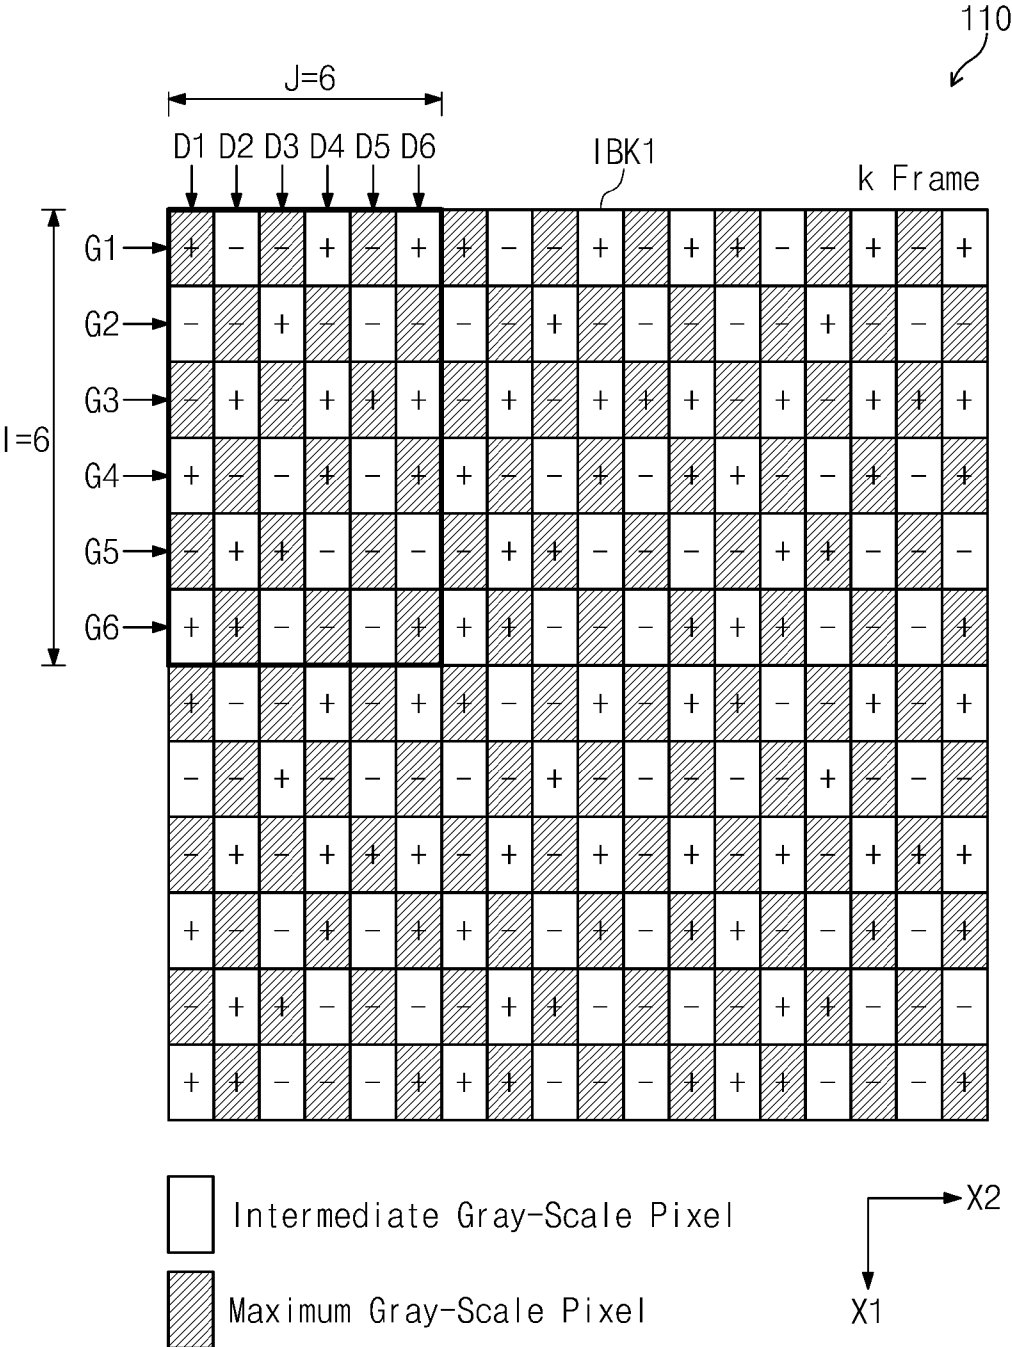 110
J=6
D1 D2 D3 D4 D5 D6
IBK1
k Frame
I=6
G1 + − − + − + + − − + − + + − − + − +
G2 − − + − − − − − + − − − − − + − − −
G3 − + − + + + − + − + + + − + − + + +
G4 + − − + − + + − − + − + + − − + − +
G5 − + + − − − − + + − − − − + + − − −
G6 + + − − − + + + − − − + + + − − − +
+ − − + − + + − − + − + + − − + − +
− − + − − − − − + − − − − − + − − −
− + − + + + − + − + − + − + − + + +
+ − − + − + + − − + − + + − − + − +
− + + − − − − + + − − − − + + − − −
+ + − − − + + + − − − + + + − − − +
Intermediate Gray-Scale Pixel
Maximum Gray-Scale Pixel
X2
X1